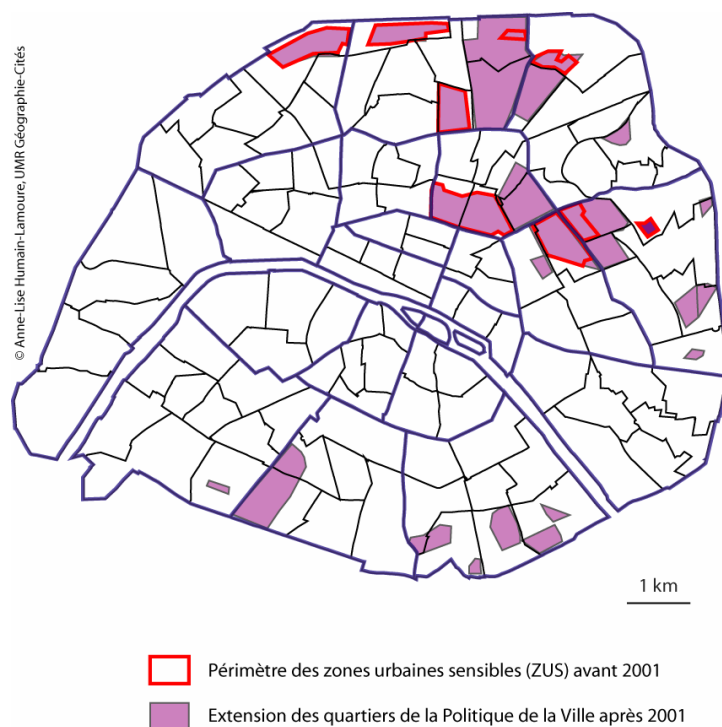 © Anne-Lise Humain-Lamoure, UMR Géographie-Cités
1 km
Périmètre des zones urbaines sensibles (ZUS) avant 2001
Extension des quartiers de la Politique de la Ville après 2001